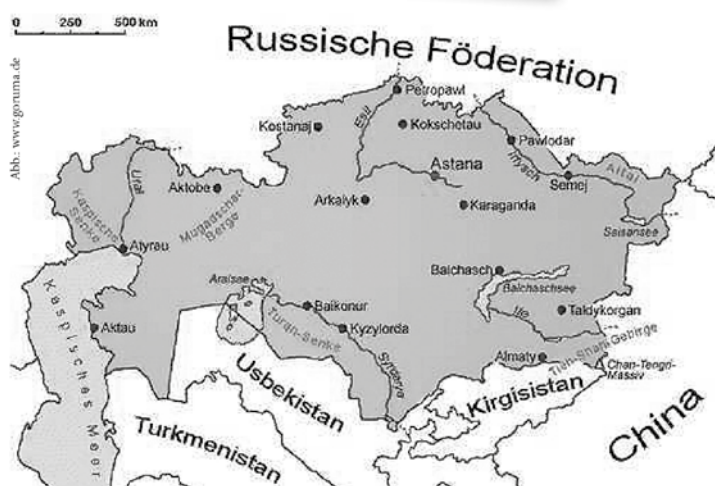 0 250 500 km
Abb.: www.goruma.de
Russische Föderation
Petropawl
Kostanaj
Esil
Kokschetau
Pawlodar
Irtysch
Astana
Altai
Semej
Ural
Aktobe
Kaspische
Senke
Mugadschar-
Berge
Arkalyk
Karaganda
Saisansee
Atyrau
Balchasch
Balchaschsee
Aralsee
Kaspisches Meer
Baikonur
Ile
Taldykorgan
Aktau
Turan-Senke
Kyzylorda
Syrdarya
Tien-Shan-Gebirge
Almaty
Chan-Tengri-
Massiv
Usbekistan
Kirgisistan
China
Turkmenistan